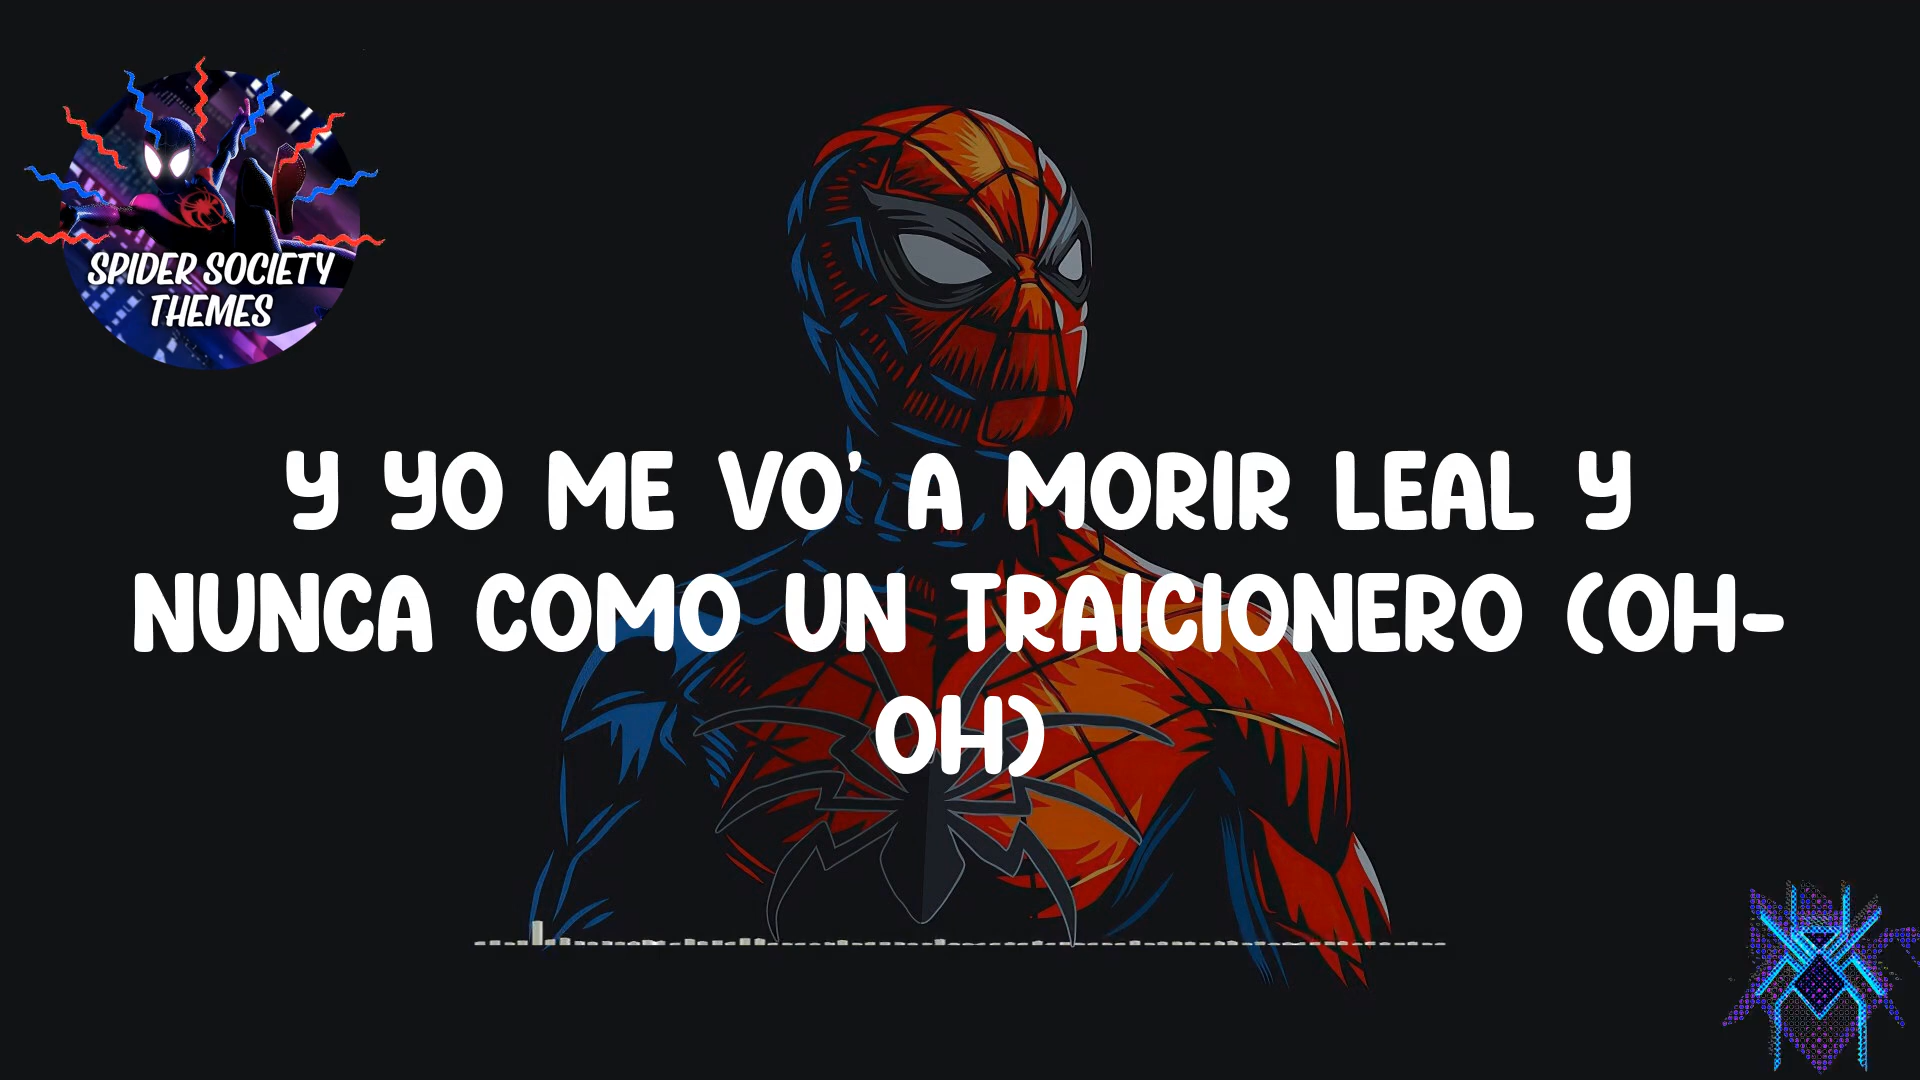 SPIDER SOCIETY
THEMES
Y YO ME VO' A MORIR LEAL Y
NUNCA COMO UN TRAICIONERO (OH-
OH)